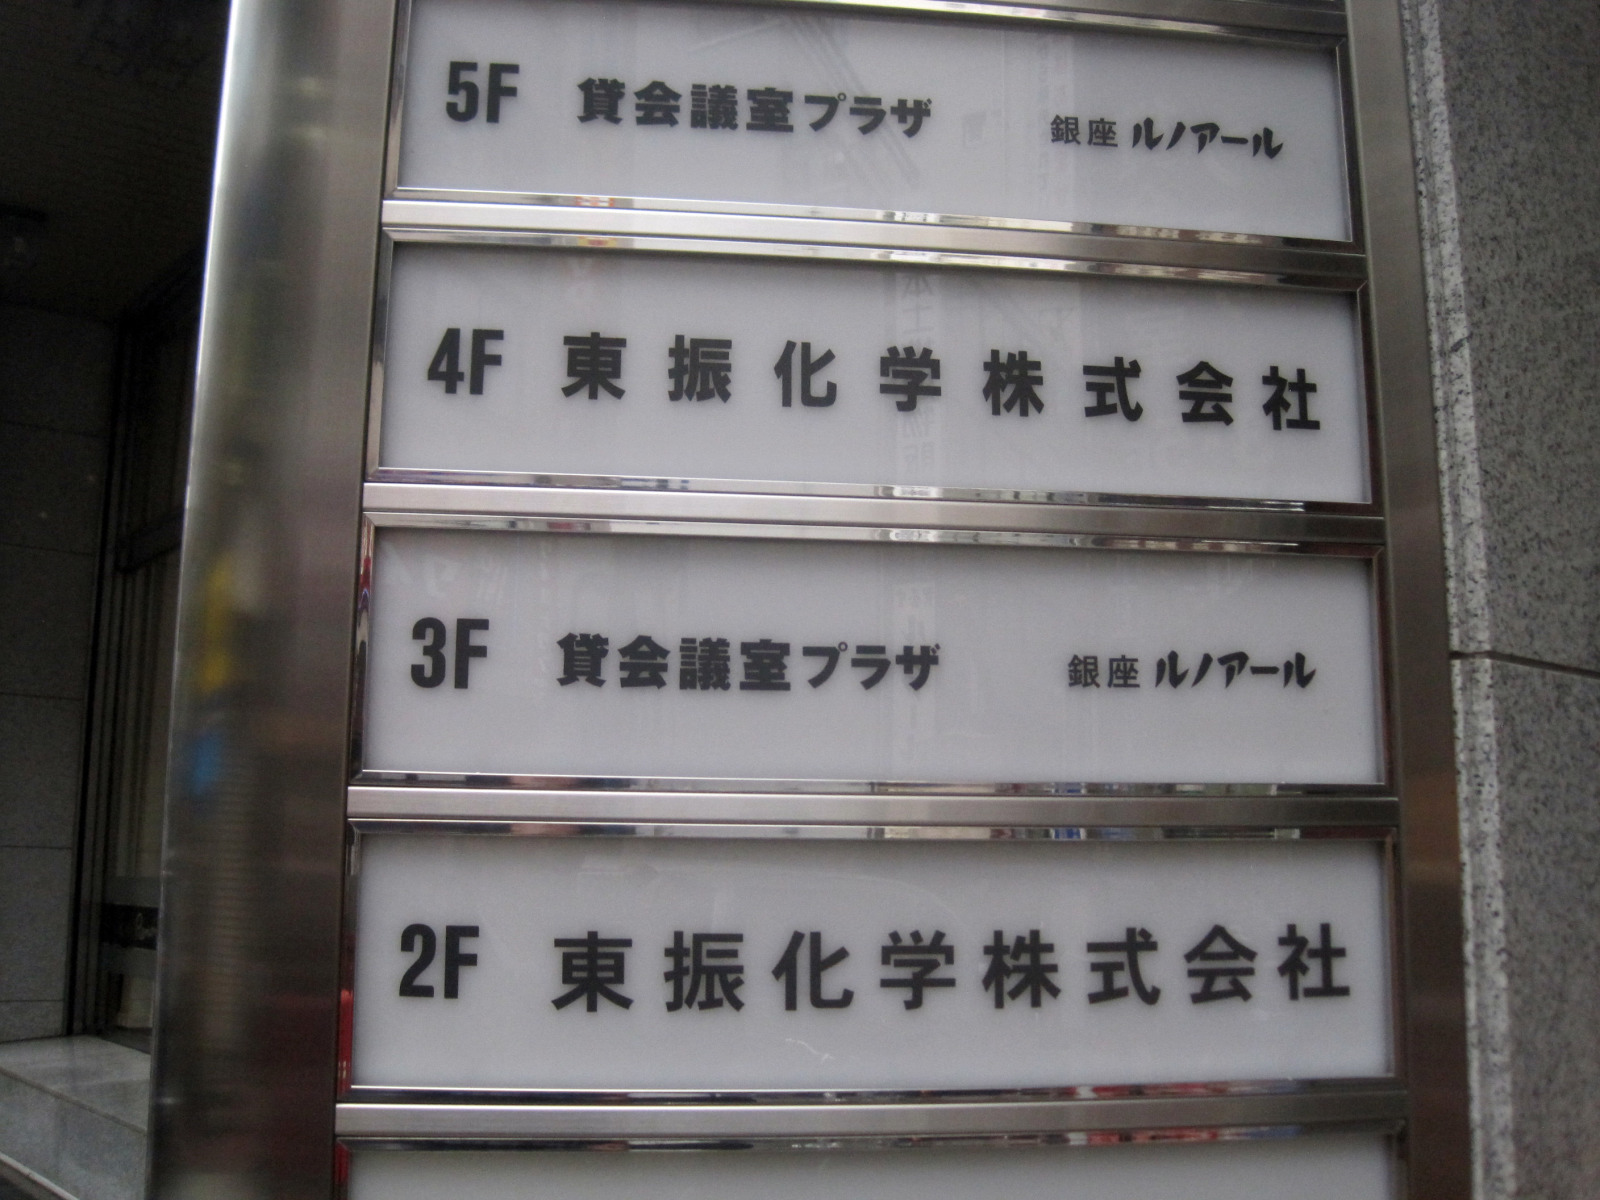 5F 貸会議室プラザ 銀座 ルノアール
4F 東振化学株式会社
3F 貸会議室プラザ 銀座 ルノアール
2F 東振化学株式会社